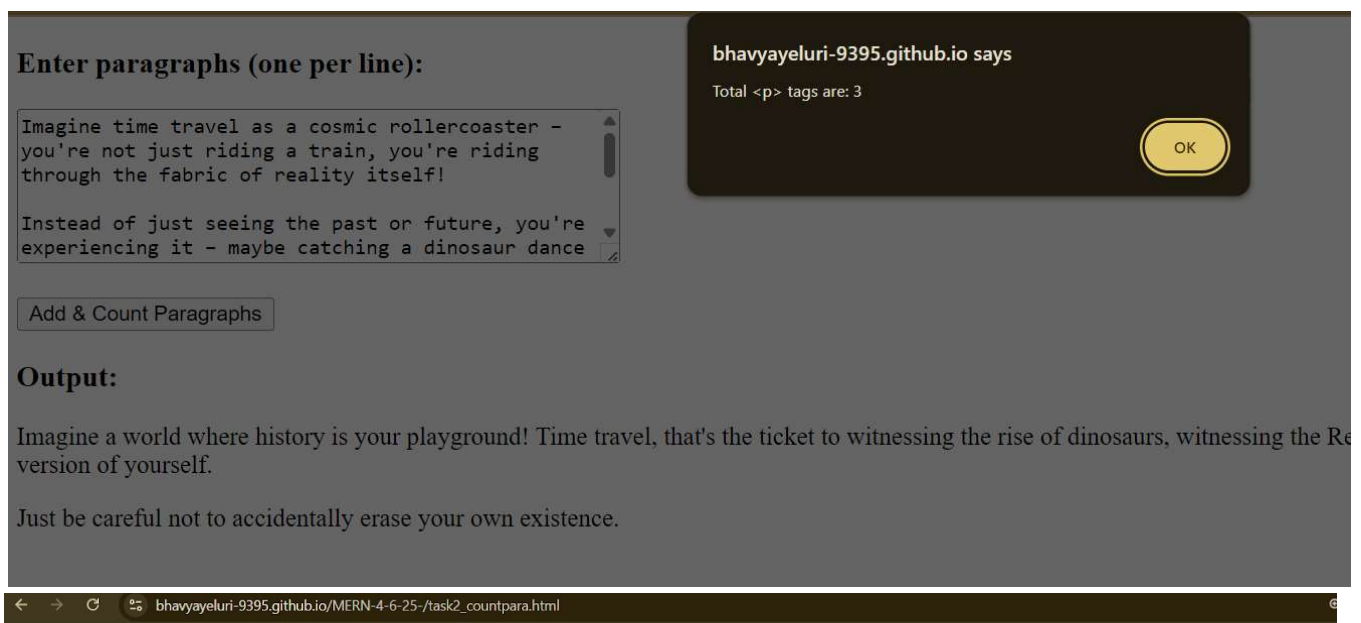 Enter paragraphs (one per line):
bhavyayeluri-9395.github.io says
Total <p> tags are: 3
OK
Imagine time travel as a cosmic rollercoaster –
you're not just riding a train, you're riding
through the fabric of reality itself!
Instead of just seeing the past or future, you're
experiencing it – maybe catching a dinosaur dance
Add & Count Paragraphs
Output:
Imagine a world where history is your playground! Time travel, that's the ticket to witnessing the rise of dinosaurs, witnessing the Re
version of yourself.
Just be careful not to accidentally erase your own existence.
bhavyayeluri-9395.github.io/MERN-4-6-25-/task2_countpara.html